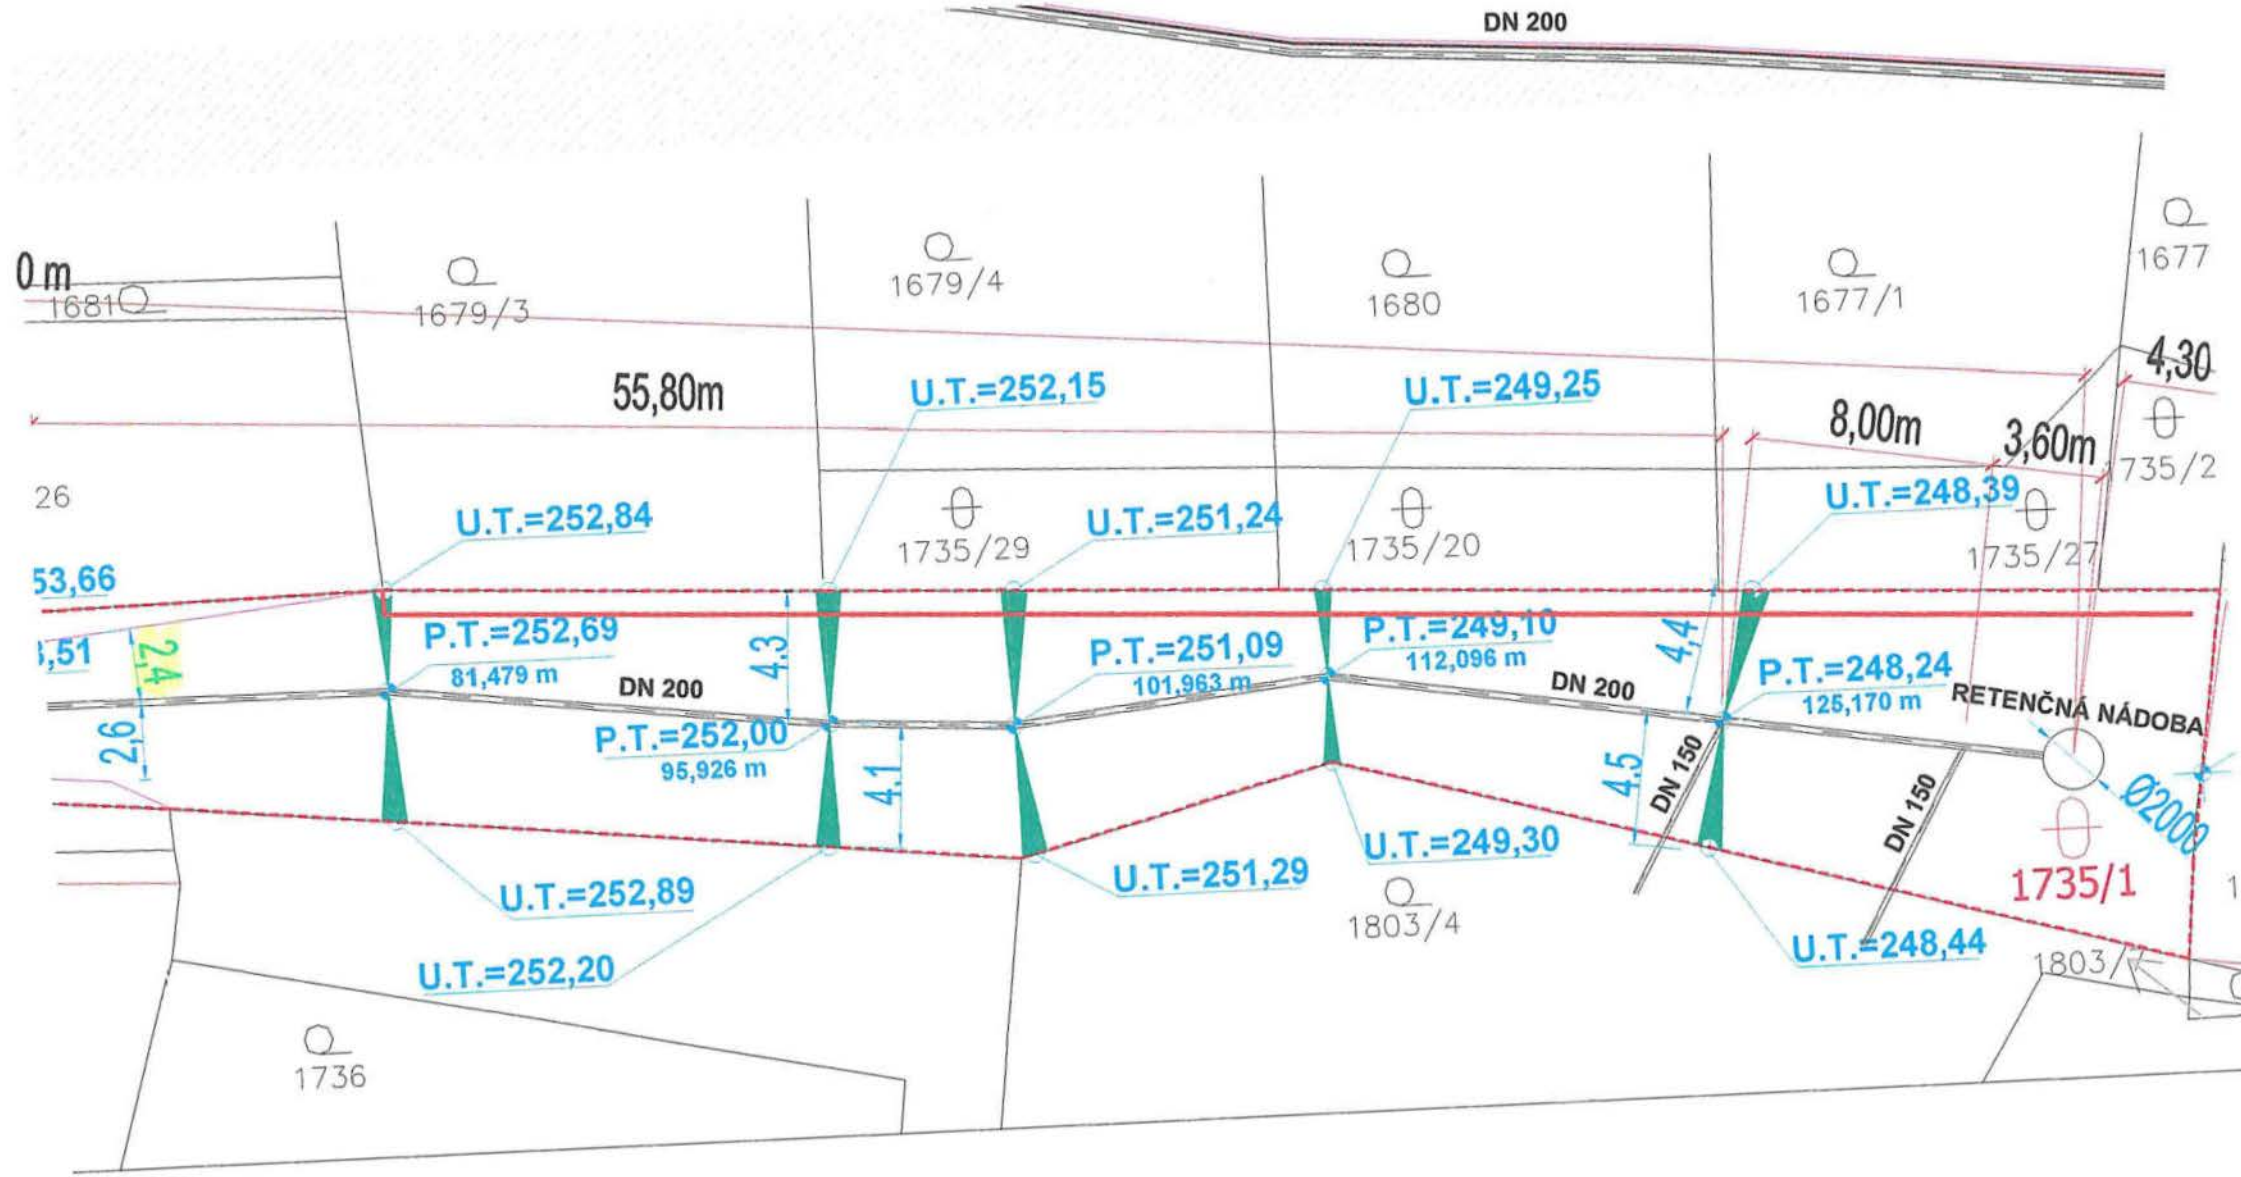 DN 200
1677
0 m
1681
1679/3
1679/4
1680
1677/1
4,30
55,80m
U.T.=252,15
U.T.=249,25
8,00m
3,60m
735/2
26
U.T.=252,84
1735/29
U.T.=251,24
1735/20
U.T.=248,39
1735/27
53,66
,51
2,4
P.T.=252,69
81,479 m
DN 200
4,3
P.T.=251,09
101,963 m
P.T.=249,10
112,096 m
DN 200
4,4
P.T.=248,24
125,170 m
RETENČNÁ NÁDOBA
2,6
P.T.=252,00
95,926 m
4,1
4,5
DN 150
DN 150
Ø2000
U.T.=252,89
U.T.=251,29
U.T.=249,30
1735/1
1
1803/4
U.T.=252,20
U.T.=248,44
1803/
1736